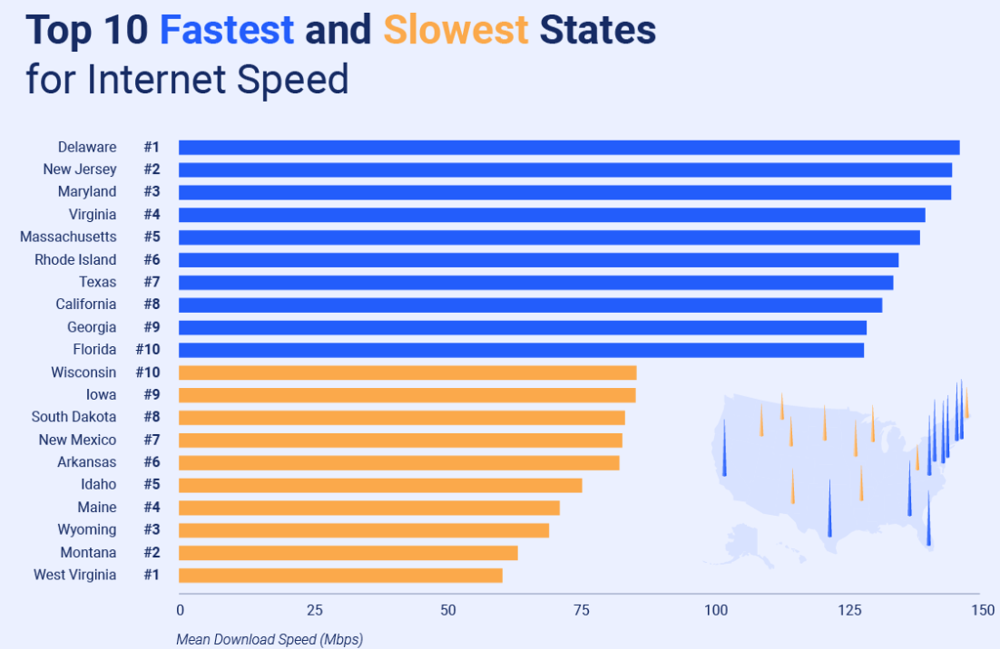 Top 10 Fastest and Slowest States
for Internet Speed
Delaware #1
New Jersey #2
Maryland #3
Virginia #4
Massachusetts #5
Rhode Island #6
Texas #7
California #8
Georgia #9
Florida #10
Wisconsin #10
Iowa #9
South Dakota #8
New Mexico #7
Arkansas #6
Idaho #5
Maine #4
Wyoming #3
Montana #2
West Virginia #1
0 25 50 75 100 125 150
Mean Download Speed (Mbps)